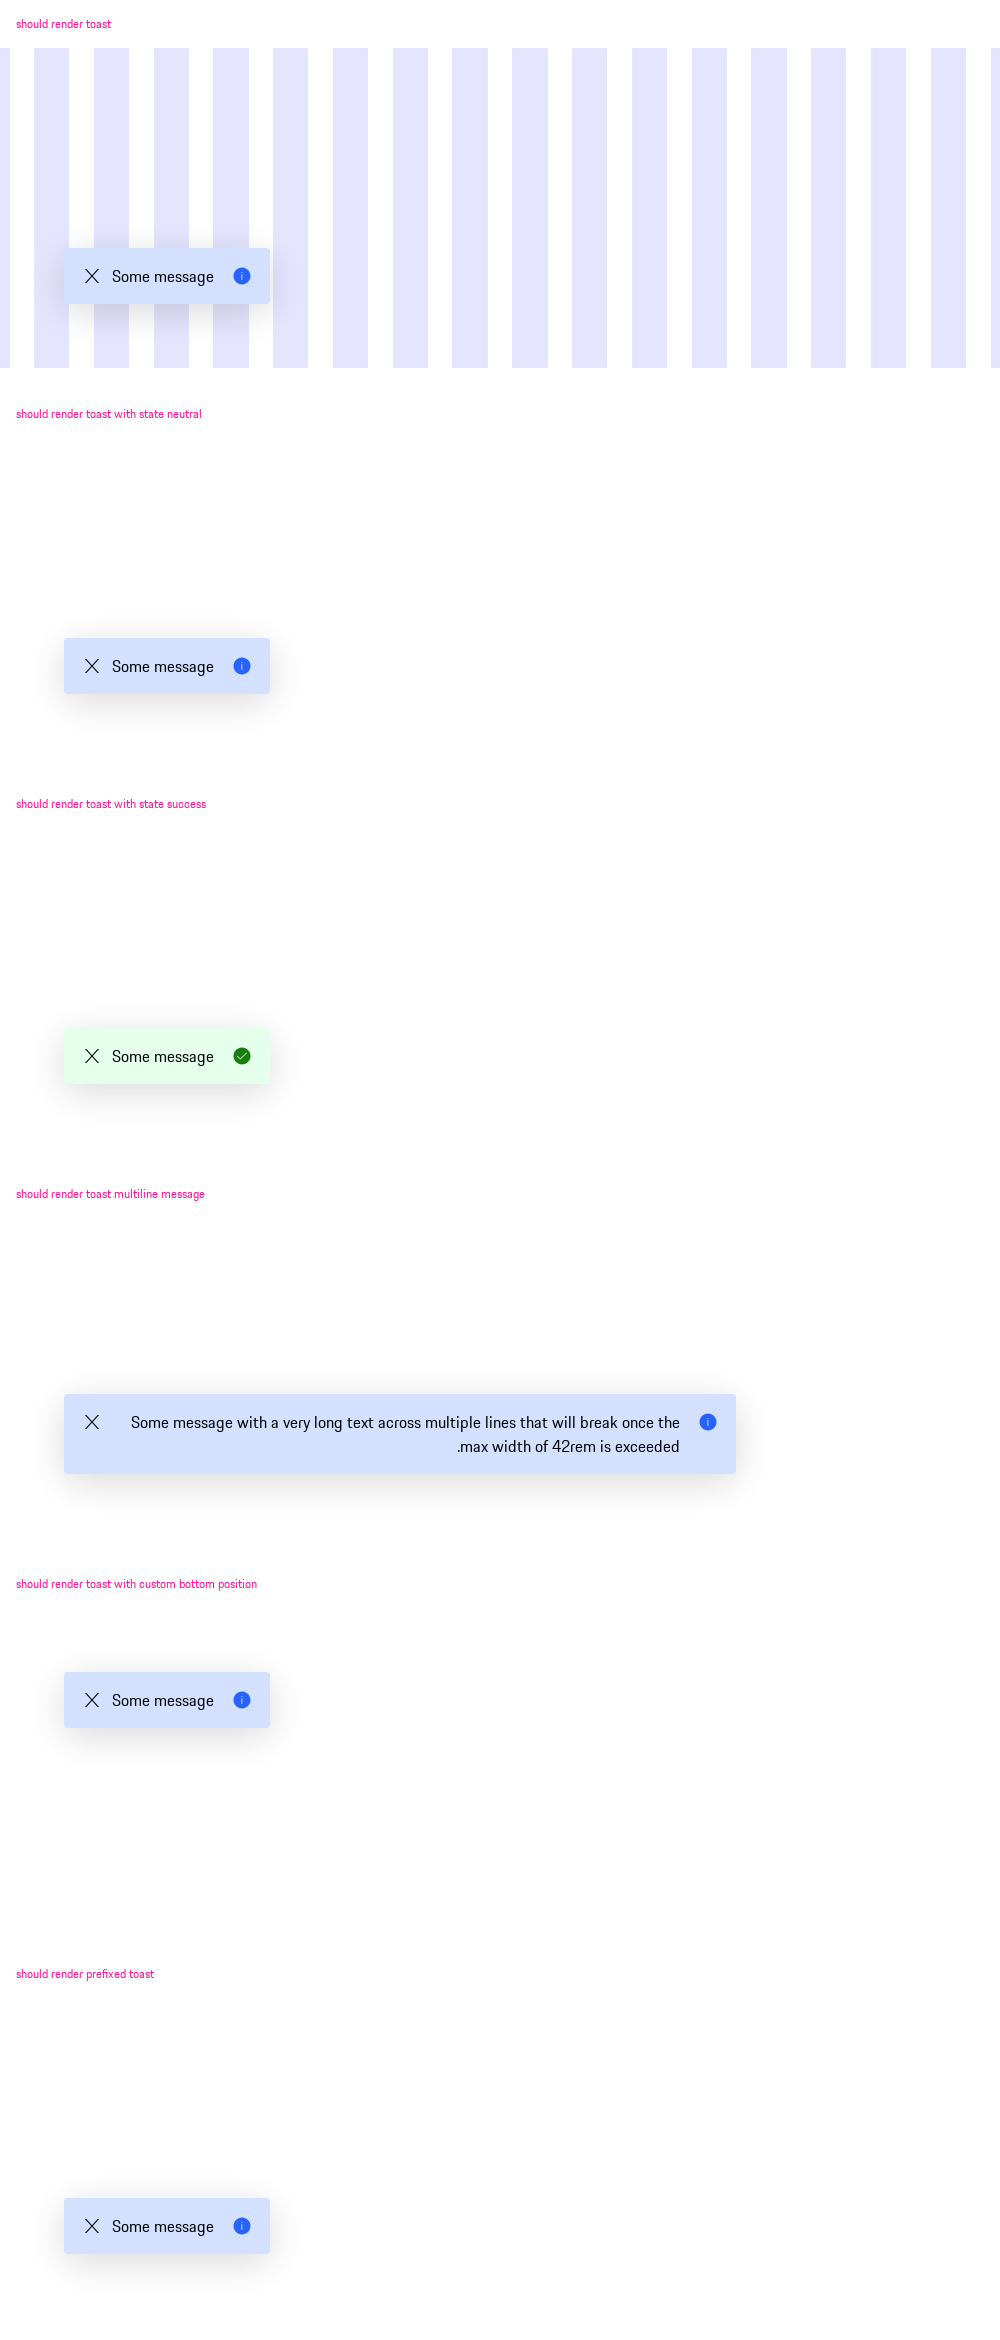 should render toast
Some message
should render toast with state neutral
Some message
should render toast with state success
Some message
should render toast multiline message
Some message with a very long text across multiple lines that will break once the
.max width of 42rem is exceeded
should render toast with custom bottom position
Some message
should render prefixed toast
Some message